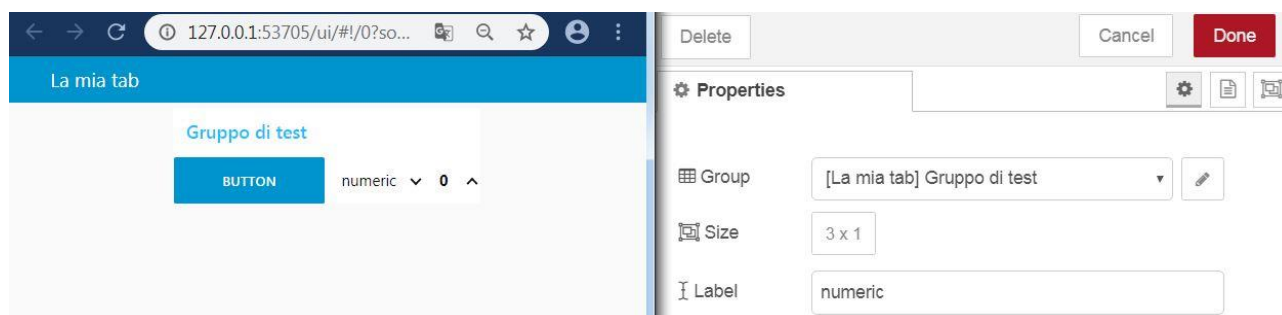 127.0.0.1:53705/ui/#!/0?so...
La mia tab
Gruppo di test
BUTTON
numeric 0
Delete
Cancel
Done
Properties
Group
[La mia tab] Gruppo di test
Size
3 x 1
Label
numeric